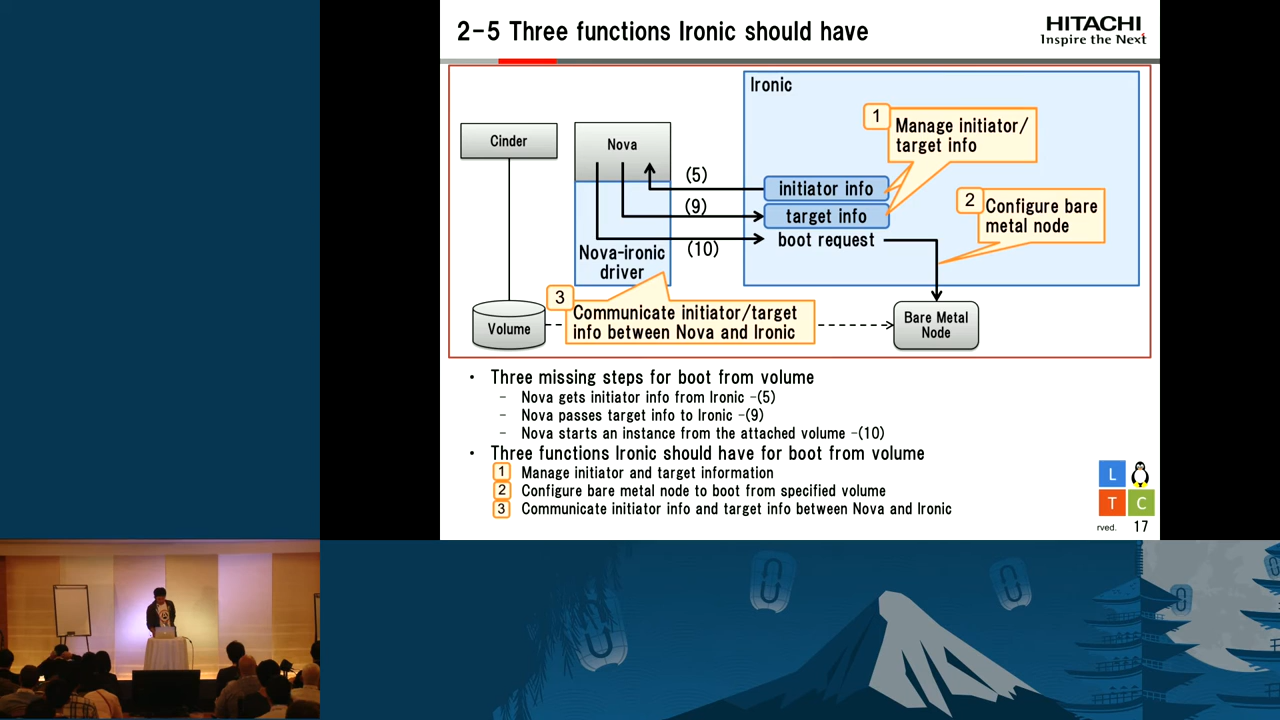 2-5 Three functions Ironic should have
HITACHI
Inspire the Next
Ironic
1
Manage initiator/
target info
Cinder
Nova
(5)
initiator info
(9)
target info
2
Configure bare
metal node
(10)
boot request
Nova-ironic
driver
3
Communicate initiator/target
info between Nova and Ironic
Volume
Bare Metal
Node
• Three missing steps for boot from volume
– Nova gets initiator info from Ironic -(5)
– Nova passes target info to Ironic -(9)
– Nova starts an instance from the attached volume -(10)
• Three functions Ironic should have for boot from volume
1 Manage initiator and target information
2 Configure bare metal node to boot from specified volume
3 Communicate initiator info and target info between Nova and Ironic
L
T C
rved. 17